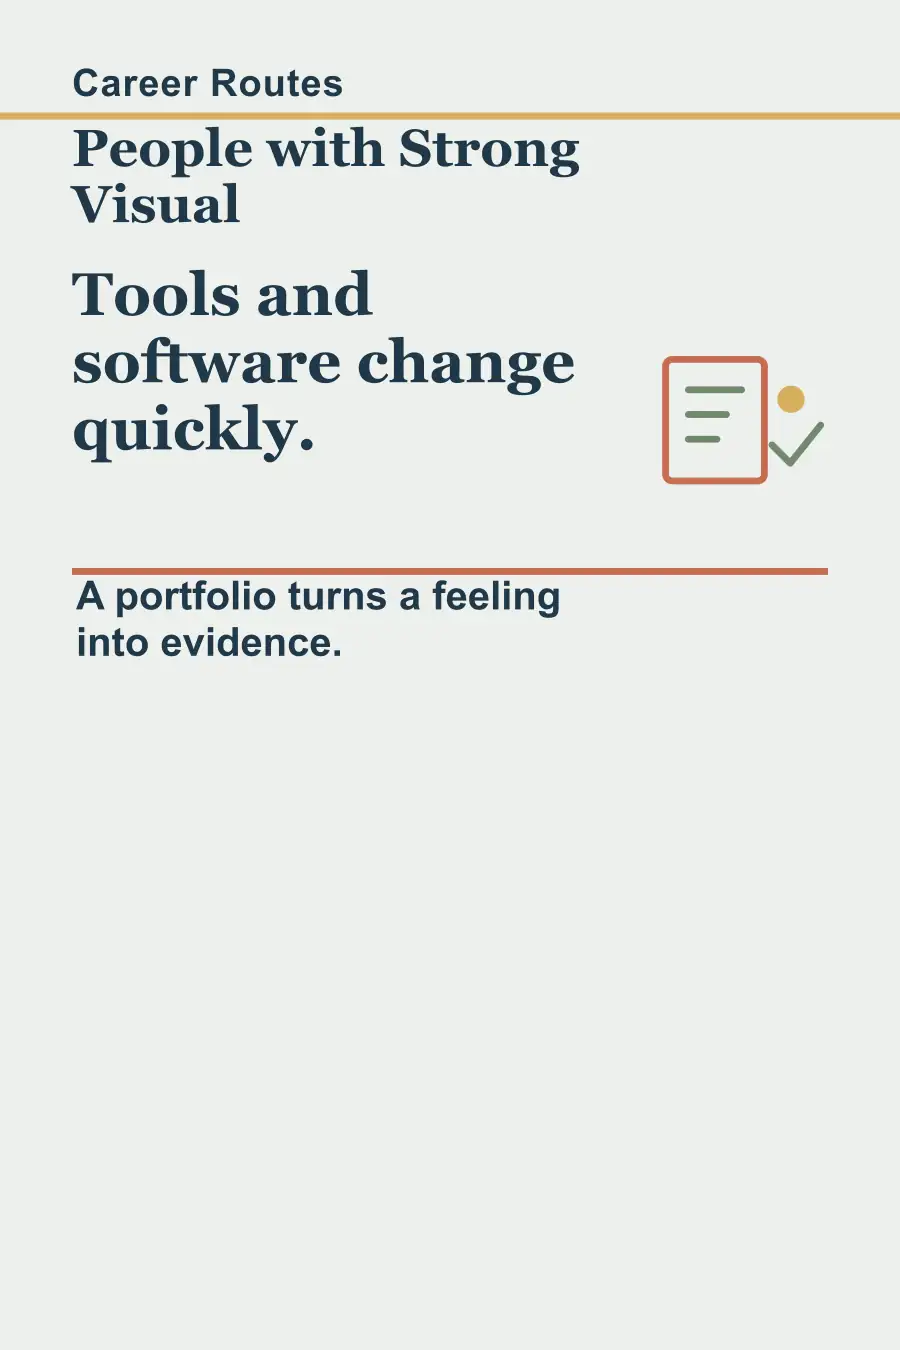 Career Routes
People with Strong
Visual
Tools and
software change
quickly.
A portfolio turns a feeling
into evidence.